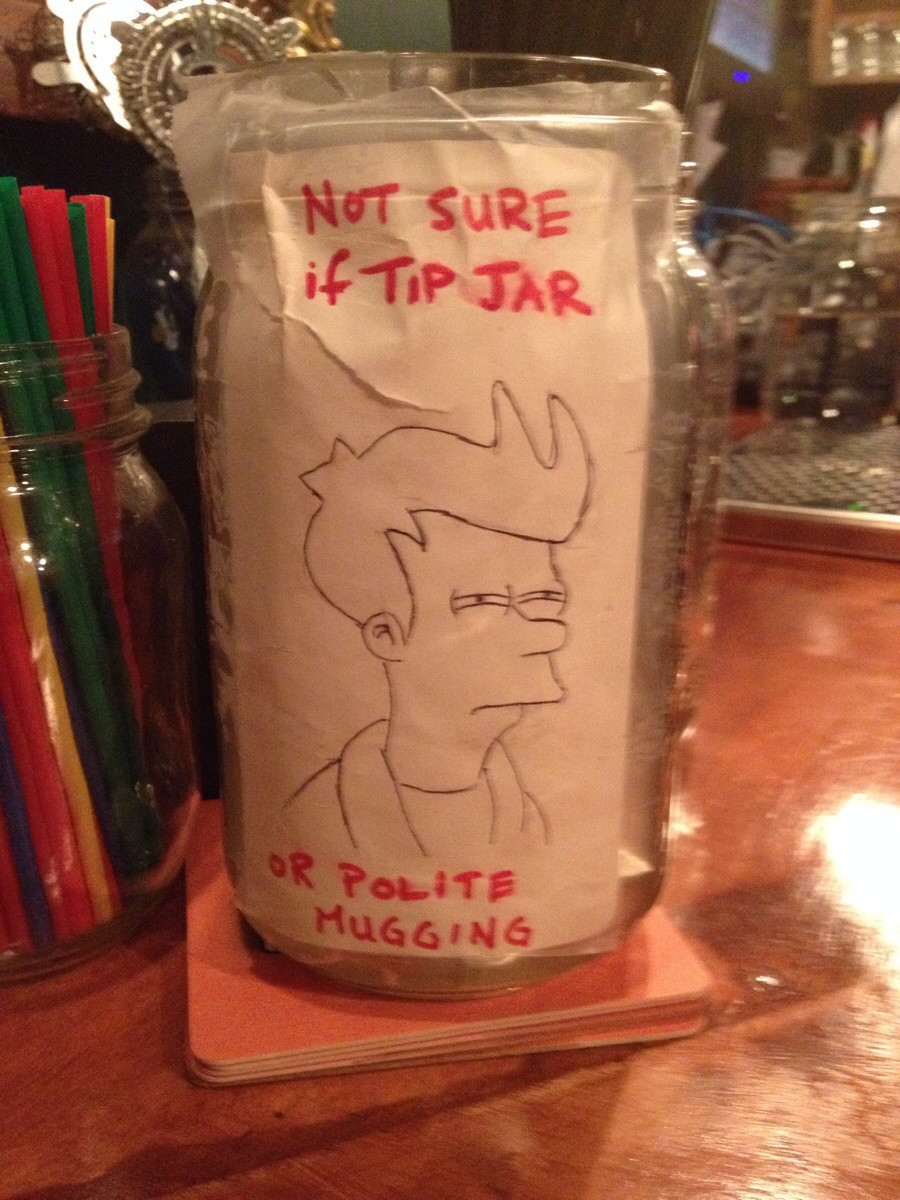 NOT SURE
if TIP JAR
OR POLITE
MUGGING